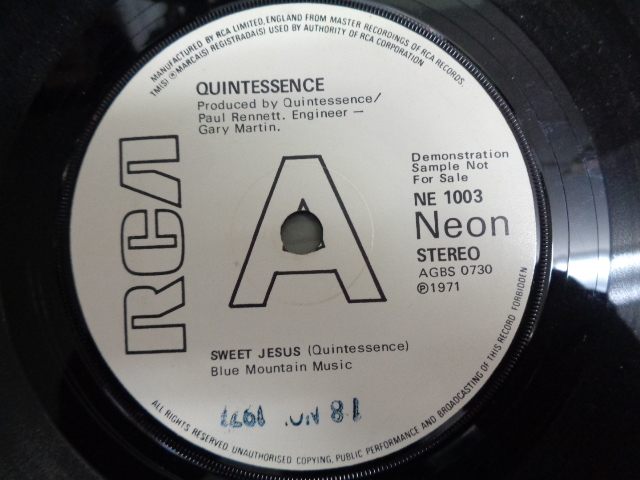 MANUFACTURED BY RCA LIMITED, ENGLAND FROM MASTER RECORDINGS OF RCA RECORDS.
TM(S) ® MARCA(S) REGISTRADA(S) USED BY AUTHORITY OF RCA CORPORATION
QUINTESSENCE
Produced by Quintessence/
Paul Rennett. Engineer —
Gary Martin.
RCA
A
Demonstration
Sample Not
For Sale
NE 1003
Neon
STEREO
AGBS 0730
℗1971
SWEET JESUS (Quintessence)
Blue Mountain Music
ALL RIGHTS RESERVED. UNAUTHORISED COPYING, PUBLIC PERFORMANCE AND BROADCASTING OF THIS RECORD FORBIDDEN